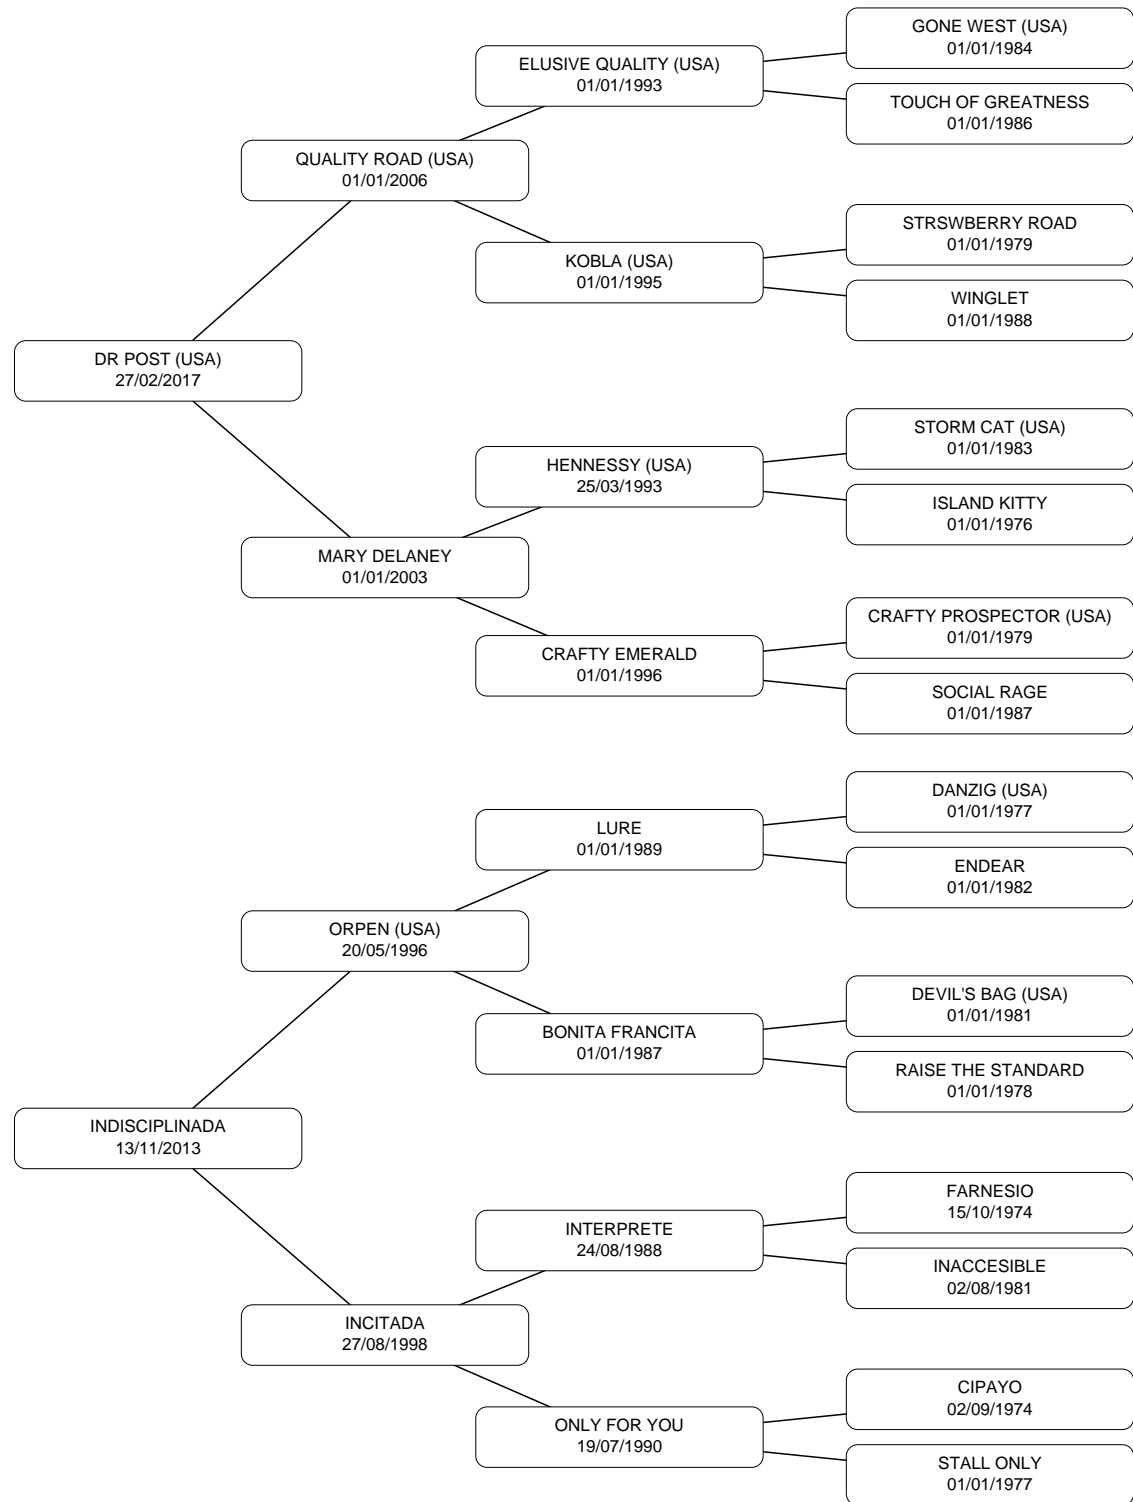 GONE WEST (USA)
01/01/1984
ELUSIVE QUALITY (USA)
01/01/1993
TOUCH OF GREATNESS
01/01/1986
QUALITY ROAD (USA)
01/01/2006
STRSWBERRY ROAD
01/01/1979
KOBLA (USA)
01/01/1995
WINGLET
01/01/1988
DR POST (USA)
27/02/2017
STORM CAT (USA)
01/01/1983
HENNESSY (USA)
25/03/1993
ISLAND KITTY
01/01/1976
MARY DELANEY
01/01/2003
CRAFTY PROSPECTOR (USA)
01/01/1979
CRAFTY EMERALD
01/01/1996
SOCIAL RAGE
01/01/1987
DANZIG (USA)
01/01/1977
LURE
01/01/1989
ENDEAR
01/01/1982
ORPEN (USA)
20/05/1996
DEVIL'S BAG (USA)
01/01/1981
BONITA FRANCITA
01/01/1987
RAISE THE STANDARD
01/01/1978
INDISCIPLINADA
13/11/2013
FARNESIO
15/10/1974
INTERPRETE
24/08/1988
INACCESIBLE
02/08/1981
INCITADA
27/08/1998
CIPAYO
02/09/1974
ONLY FOR YOU
19/07/1990
STALL ONLY
01/01/1977